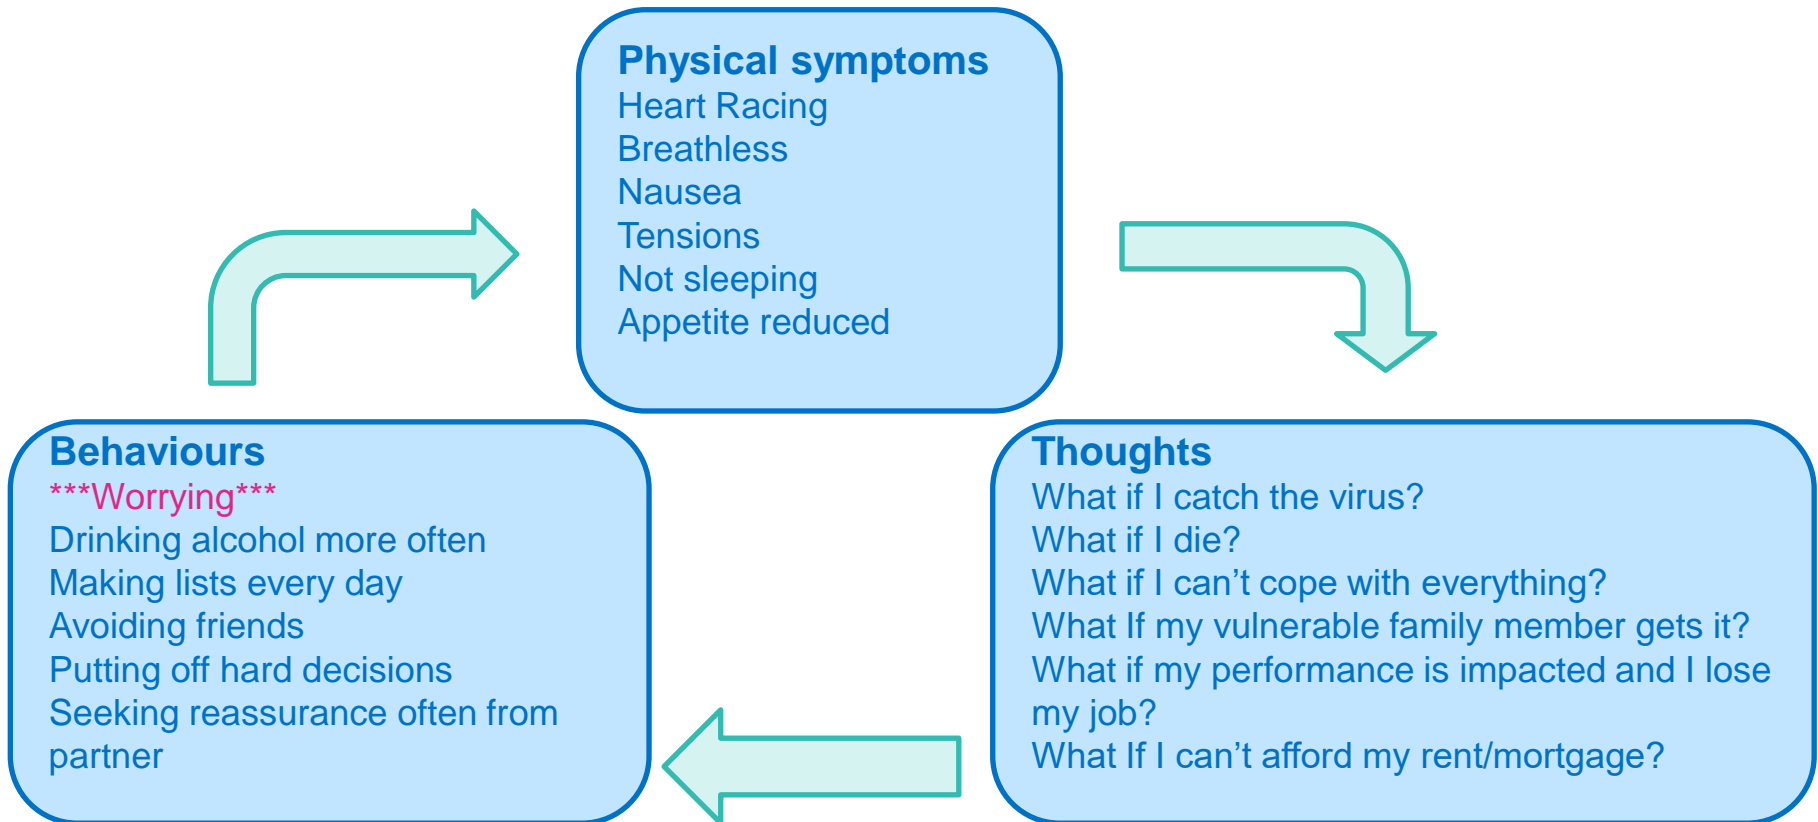 Physical symptoms
Heart Racing
Breathless
Nausea
Tensions
Not sleeping
Appetite reduced
Behaviours
***Worrying***
Drinking alcohol more often
Making lists every day
Avoiding friends
Putting off hard decisions
Seeking reassurance often from
partner
Thoughts
What if I catch the virus?
What if I die?
What if I can’t cope with everything?
What If my vulnerable family member gets it?
What if my performance is impacted and I lose
my job?
What If I can’t afford my rent/mortgage?